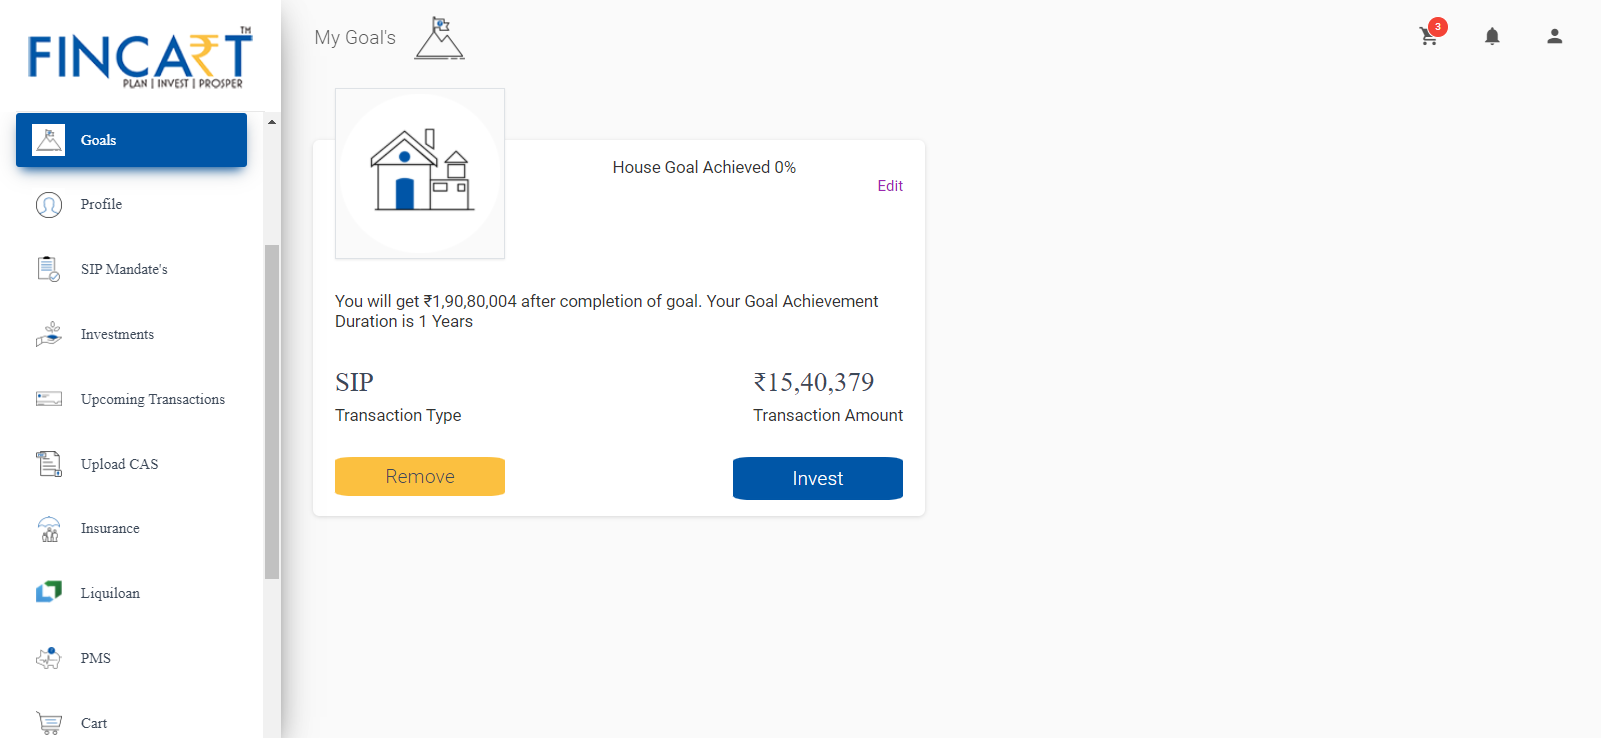 FINCART™
PLAN | INVEST | PROSPER
Goals
Profile
SIP Mandate's
Investments
Upcoming Transactions
Upload CAS
Insurance
Liquiloan
PMS
Cart
My Goal's
3
House Goal Achieved 0%
Edit
You will get ₹1,90,80,004 after completion of goal. Your Goal Achievement
Duration is 1 Years
SIP
₹15,40,379
Transaction Type
Transaction Amount
Remove
Invest